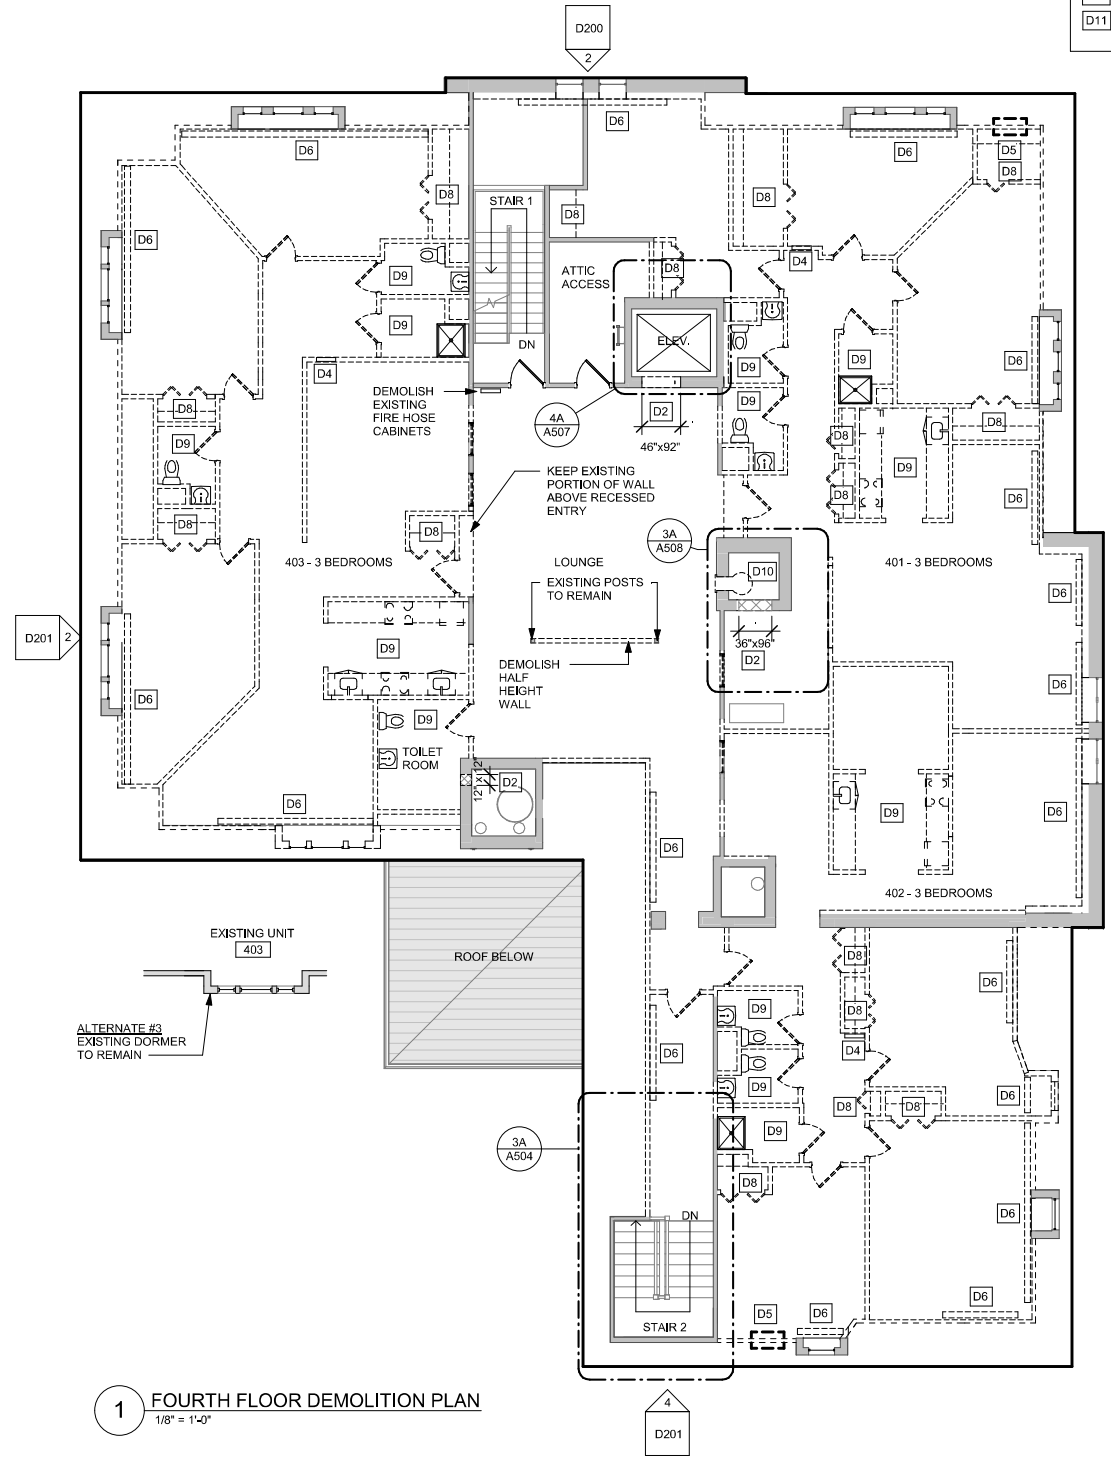 D11
D200
2
D6
D6
D6
D5
D8
D8
D8
STAIR 1
D8
D6
D4
D9
ATTIC
ACCESS
D8
D9
ELEV.
DN
D6
D9
D4
D9
DEMOLISH
EXISTING
FIRE HOSE
CABINETS
4A
A507
D2
46"x92"
D9
D8
D8
D9
D8
D9
D8
D6
KEEP EXISTING
PORTION OF WALL
ABOVE RECESSED
ENTRY
D8
D8
3A
A508
403 - 3 BEDROOMS
LOUNGE
EXISTING POSTS
TO REMAIN
D10
401 - 3 BEDROOMS
D6
D201
2
D9
36"x96"
D2
DEMOLISH
HALF
HEIGHT
WALL
D6
D6
D9
TOILET
ROOM
12" x 12"
D2
D6
D9
D6
D6
402 - 3 BEDROOMS
EXISTING UNIT
403
ROOF BELOW
D8
D6
D8
D9
ALTERNATE #3
EXISTING DORMER
TO REMAIN
D6
D4
D9
D6
D8
D8
3A
A504
D9
D8
DN
D6
D6
D5
D6
STAIR 2
1
FOURTH FLOOR DEMOLITION PLAN
1/8" = 1'-0"
4
D201